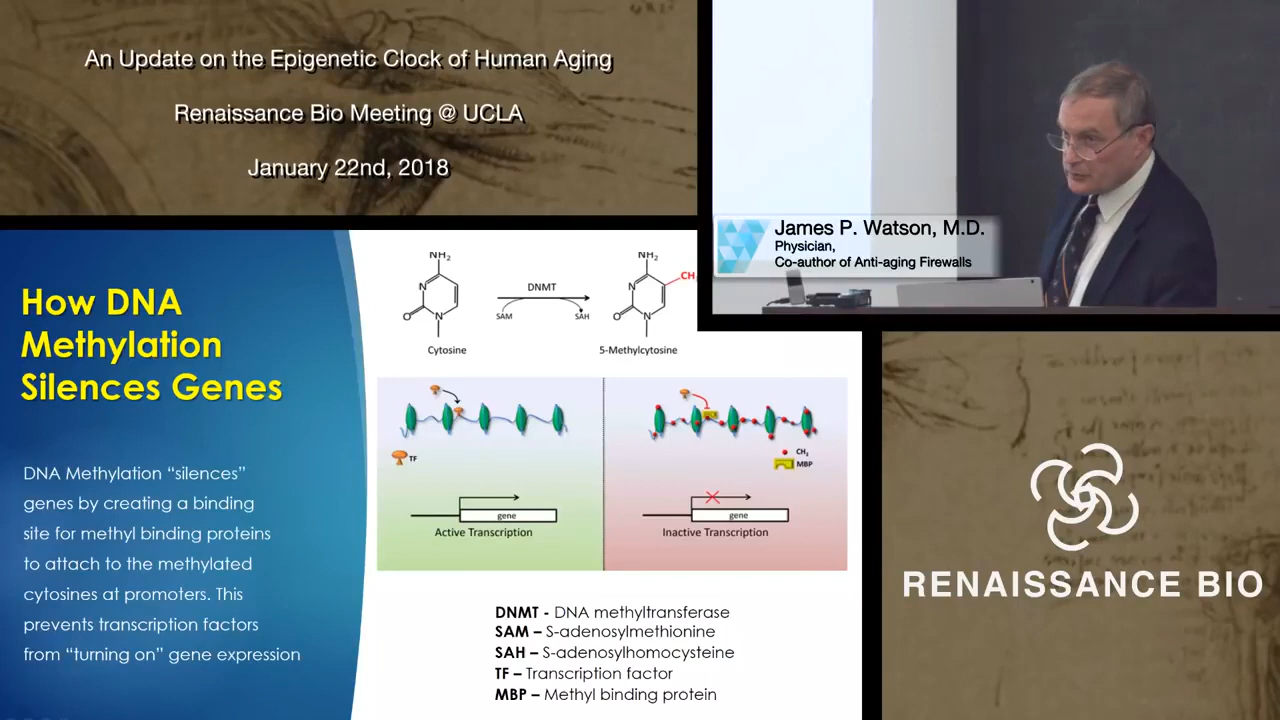 An Update on the Epigenetic Clock of Human Aging
Renaissance Bio Meeting @ UCLA
January 22nd, 2018
James P. Watson, M.D.
Physician,
Co-author of Anti-aging Firewalls
How DNA
Methylation
Silences Genes
DNA Methylation “silences”
genes by creating a binding
site for methyl binding proteins
to attach to the methylated
cytosines at promoters. This
prevents transcription factors
from “turning on” gene expression
NH₂
N
N
O
Cytosine
DNMT
SAM
SAH
NH₂
CH
N
N
O
5-Methylcytosine
TF
gene
Active Transcription
CH₃
MBP
gene
Inactive Transcription
DNMT - DNA methyltransferase
SAM – S-adenosylmethionine
SAH – S-adenosylhomocysteine
TF – Transcription factor
MBP – Methyl binding protein
RENAISSANCE BIO